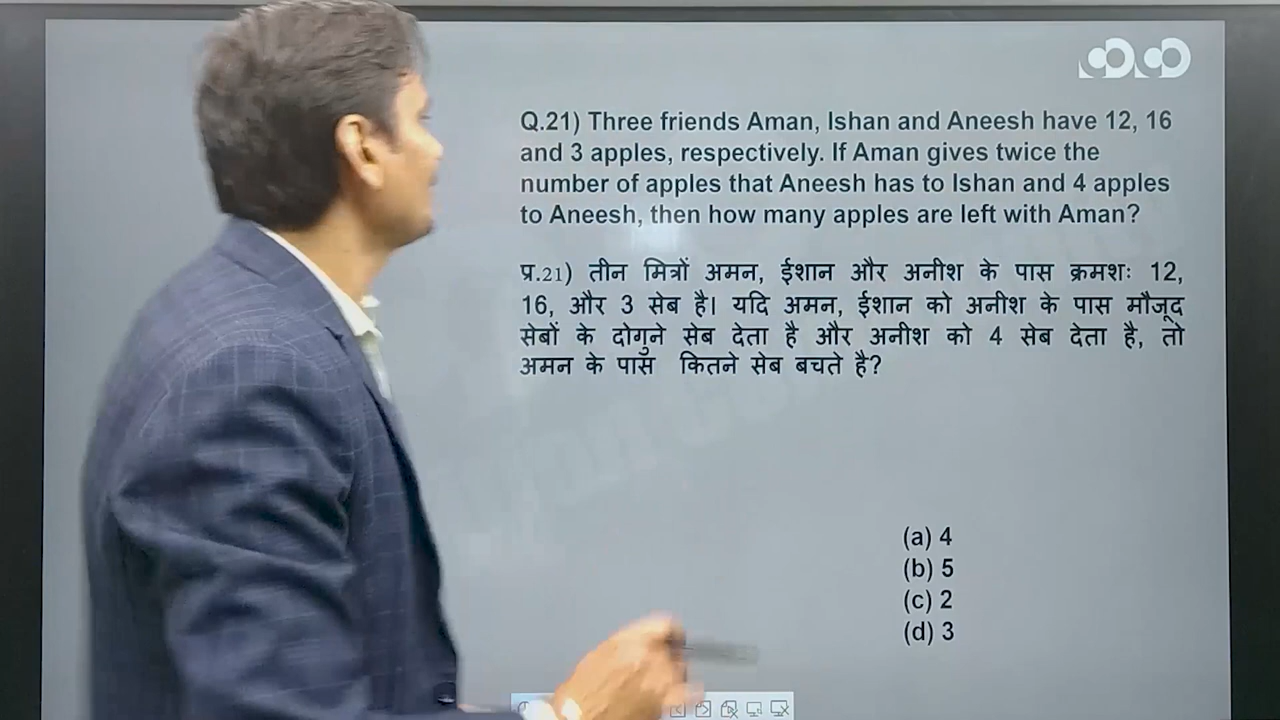 Q.21) Three friends Aman, Ishan and Aneesh have 12, 16
and 3 apples, respectively. If Aman gives twice the
number of apples that Aneesh has to Ishan and 4 apples
to Aneesh, then how many apples are left with Aman?
प्र.21) तीन मित्रों अमन, ईशान और अनीश के पास क्रमशः 12,
16, और 3 सेब है। यदि अमन, ईशान को अनीश के पास मौजूद
सेबों के दोगुने सेब देता है और अनीश को 4 सेब देता है, तो
अमन के पास कितने सेब बचते है?
(a) 4
(b) 5
(c) 2
(d) 3